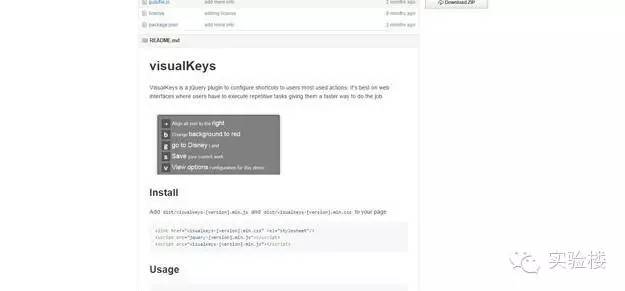 gulpfile.js add more info 2 months ago
license adding license 8 months ago
package.json add more info 2 months ago
Download ZIP
README.md
visualKeys
VisualKeys is a jQuery plugin to configure shortcuts to users most used actions. It's best on web
interfaces where users have to execute repetitive tasks giving them a faster way to do the job
Align all text to the right
b Change background to red
g go to Disney Land
s Save your current work
v View options configuration for this demo
Install
Add dist/visualkeys-[version].min.js and dist/visualkeys-[version].min.css to your page
<link href="visualkeys-[version].min.css" rel="stylesheet"/>
<script src="jquery-[version].min.js"></script>
<script src="visualkeys-[version].min.js"></script>
Usage
实验楼